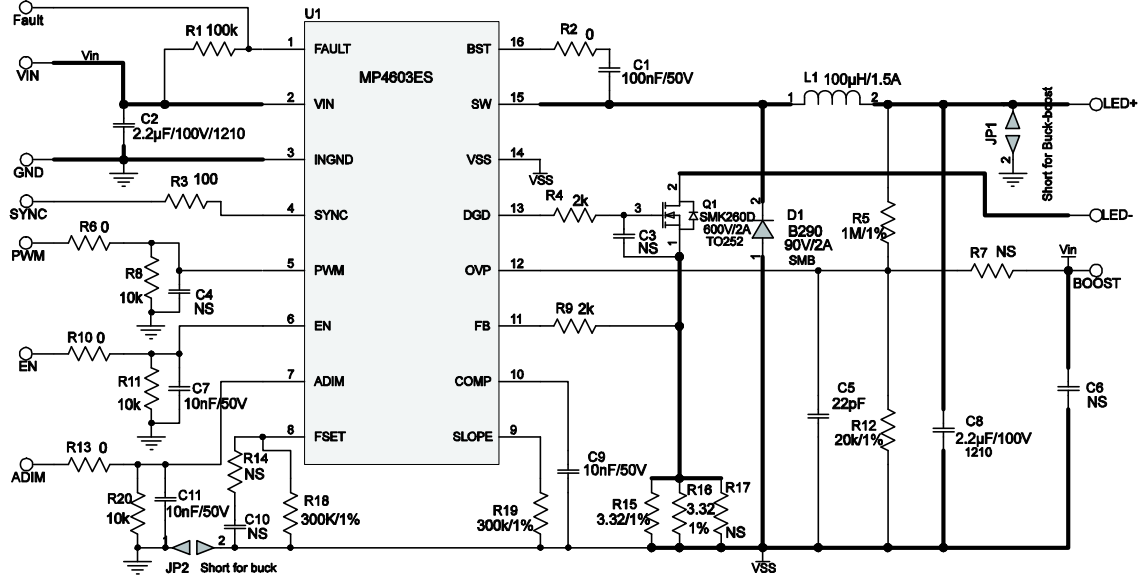 Fault
U1
R1 100k
1 FAULT
BST 16
R2 0
VIN
Vin
MP4603ES
C1
100nF/50V
L1 100µH/1.5A
1 2
2 VIN
SW 15
LED+
C2
2.2µF/100V/1210
JP1
1
2
Short for Buck-boost
GND
3 INGND
VSS 14
VSS
SYNC
R3 100
4 SYNC
DGD 13
R4 2k
3
2
1
Q1
SMK260D
600V/2A
TO252
C3
NS
2
D1
B290
90V/2A
SMB
1
R5
1M/1%
LED-
PWM
R6 0
R8
10k
C4
NS
5 PWM
OVP 12
R7 NS
Vin
BOOST
6 EN
FB 11
R9 2k
EN
R10 0
R11
10k
C7
10nF/50V
7 ADIM
COMP 10
C5
22pF
R12
20k/1%
C8
2.2µF/100V
1210
C6
NS
8 FSET
SLOPE 9
ADIM
R13 0
R20
10k
C11
10nF/50V
R14
NS
C10
NS
R18
300K/1%
R19
300k/1%
C9
10nF/50V
R15
3.32/1%
R16
3.32
1%
R17
NS
1 2
JP2 Short for buck
VSS